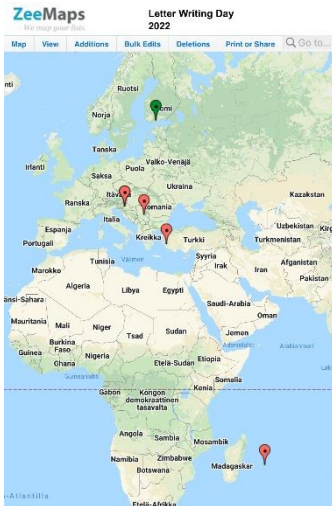 ZeeMaps
We map your lists
Letter Writing Day
2022
Map View Additions Bulk Edits Deletions Print or Share Go to...
Ruotsi
Norja
Tanska
Irlanti
Valko-Venäjä
Puola
Saksa
Ukraina
Kazakstan
Ranska
Romania
Italia
Uzbekistan
Espanja
Kreikka
Turkki
Turkmenistan
Portugali
Syyria
Afganistan
Tunisia
Välimeri
Irak
Iran
Marokko
Pakistan
Algeria
Libya
Egypti
Saudi-Arabia
Oman
Mauritania
Mali
Niger
Sudan
Jemen
Tsad
Burkina
Faso
Guinea
Nigeria
Ghana
Etelä-Sudan
Etiopia
Somalia
Guineanlahti
Gabon
Kongon
demokraattinen
tasavalta
Kenia
Angola
Sambia
Mosambik
Namibia
Zimbabwe
Madagaskar
Botswana